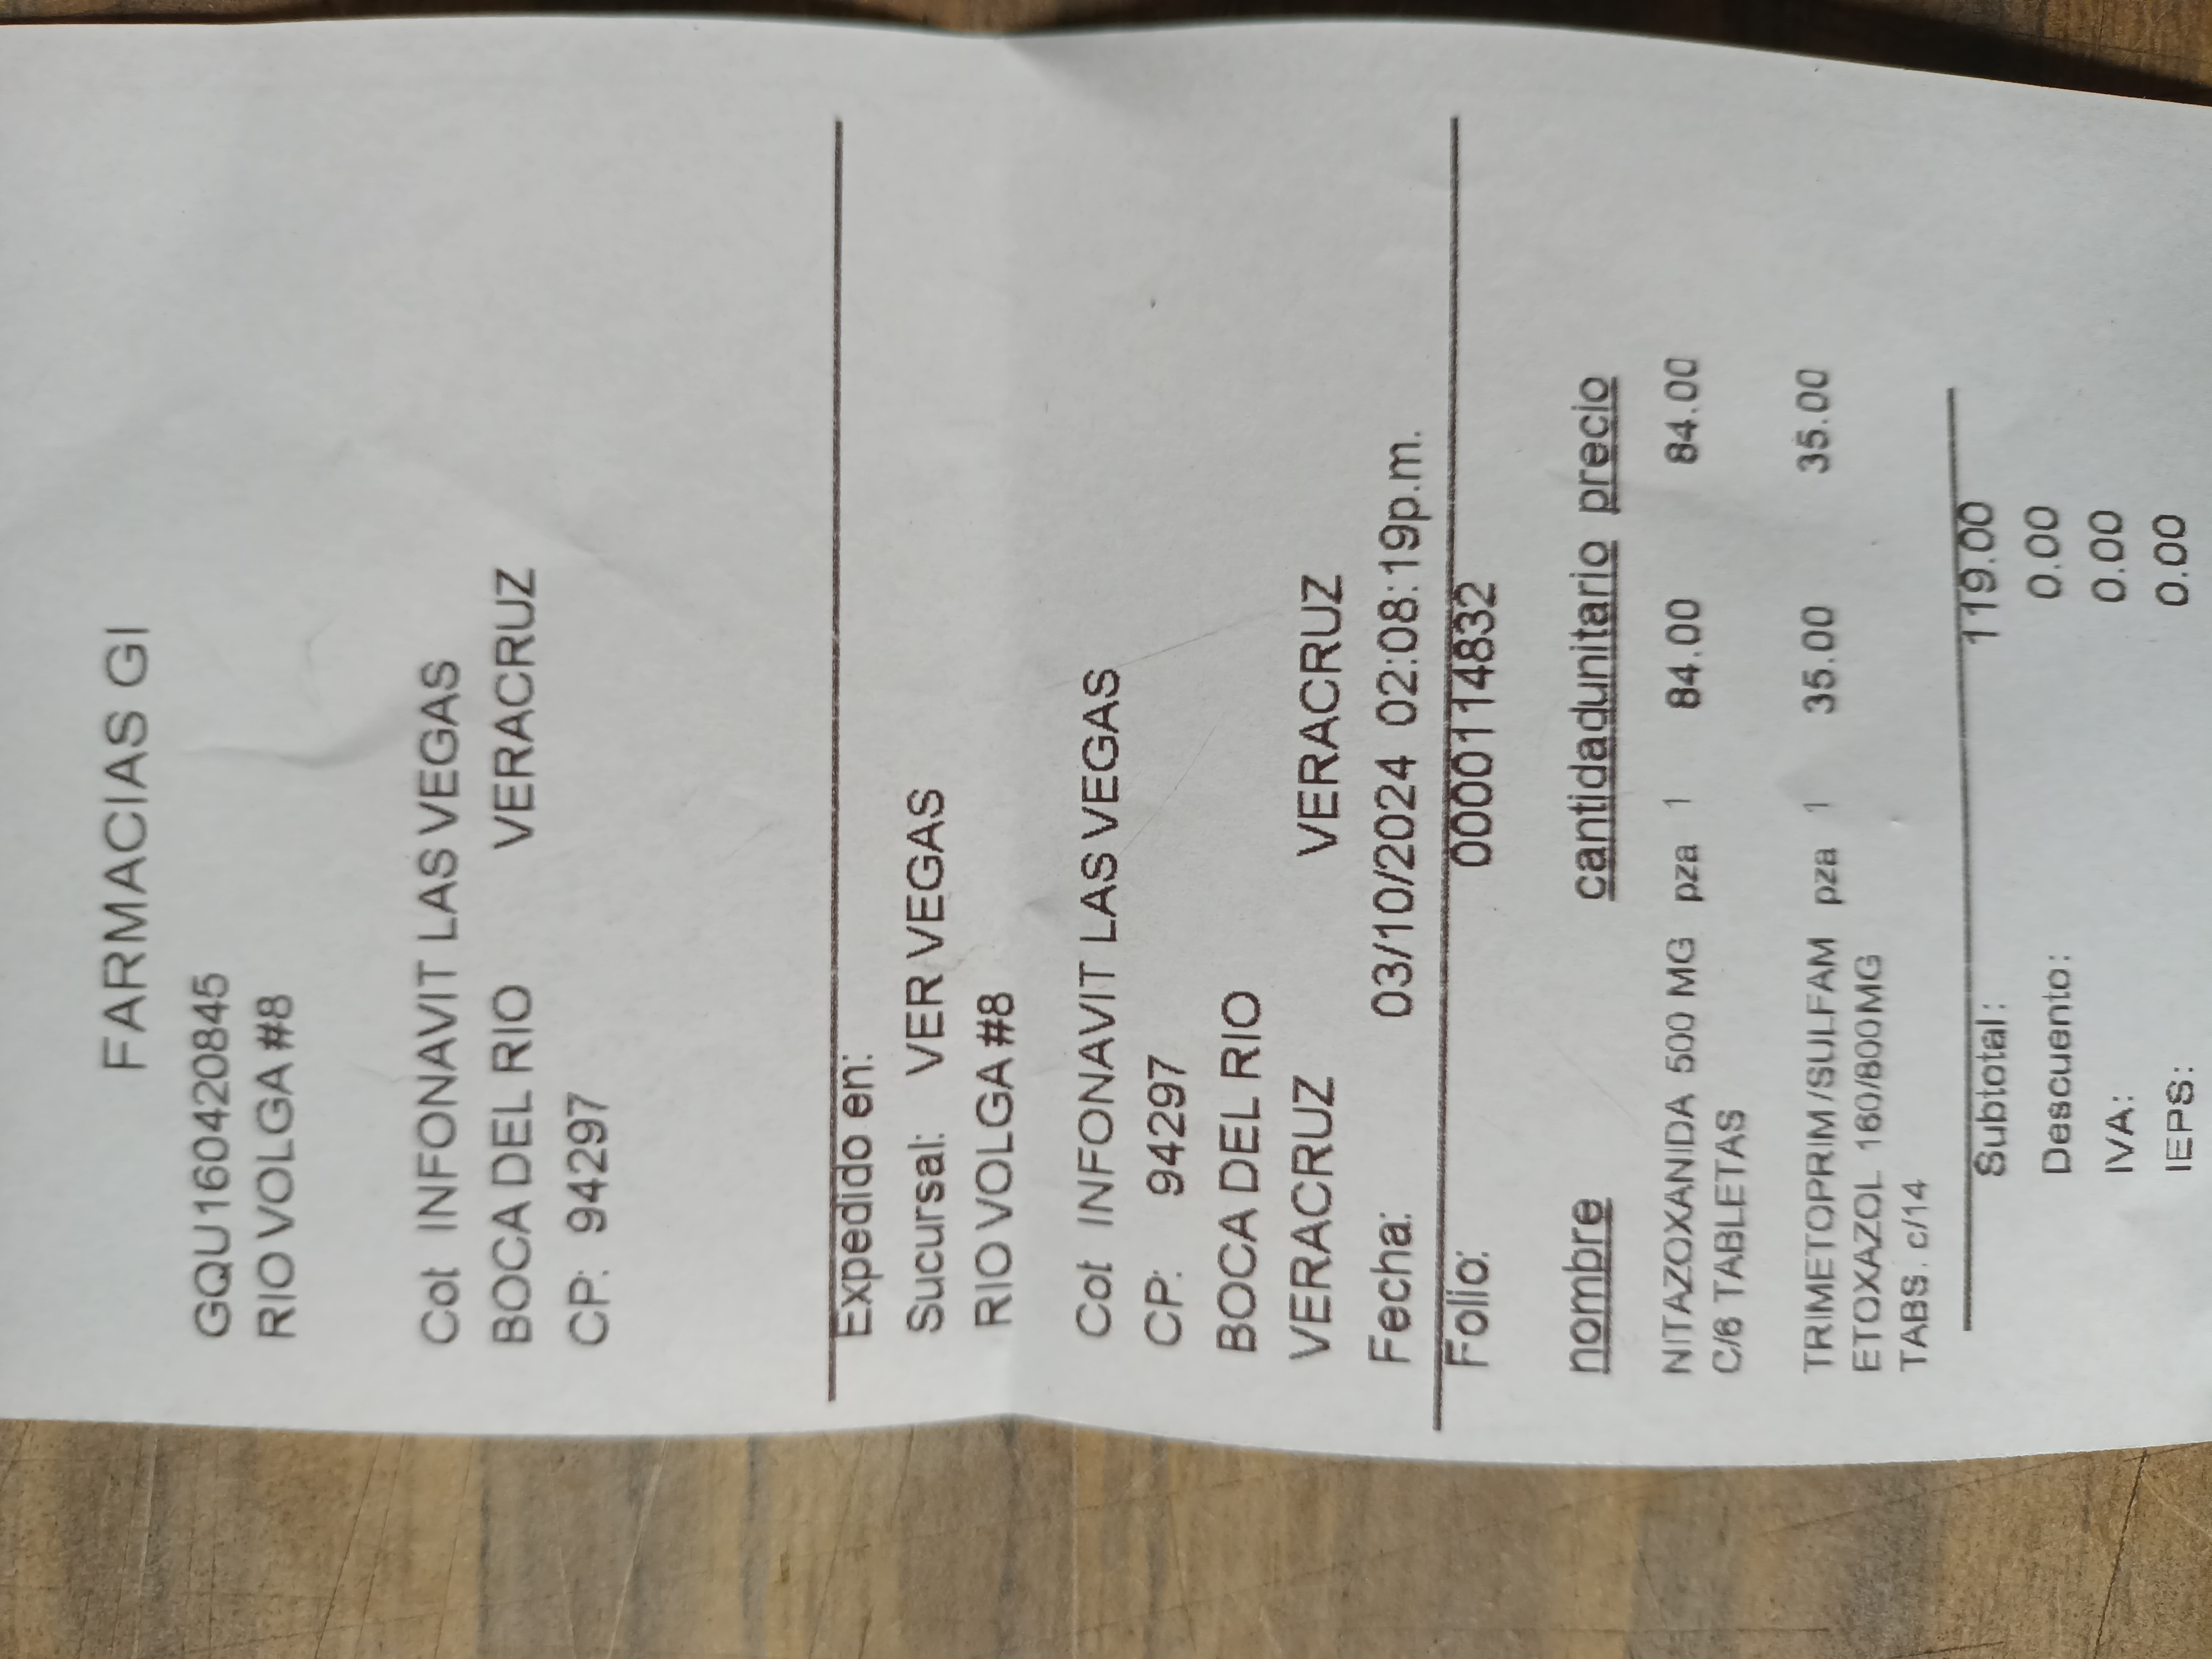 FARMACIAS GI
GQU160420845
RIO VOLGA #8
Col INFONAVIT LAS VEGAS
BOCA DEL RIO VERACRUZ
CP: 94297
Expedido en:
Sucursal: VER VEGAS
RIO VOLGA #8
Col INFONAVIT LAS VEGAS
CP: 94297
BOCA DEL RIO
VERACRUZ VERACRUZ
Fecha: 03/10/2024 02:08:19p.m.
Folio: 0000114832
nombre cantidadunitario precio
NITAZOXANIDA 500 MG pza 1 84.00 84.00
C/6 TABLETAS
TRIMETOPRIM/SULFAM pza 1 35.00 35.00
ETOXAZOL 160/800MG
TABS. c/14
Subtotal: 119.00
Descuento: 0.00
IVA: 0.00
IEPS: 0.00